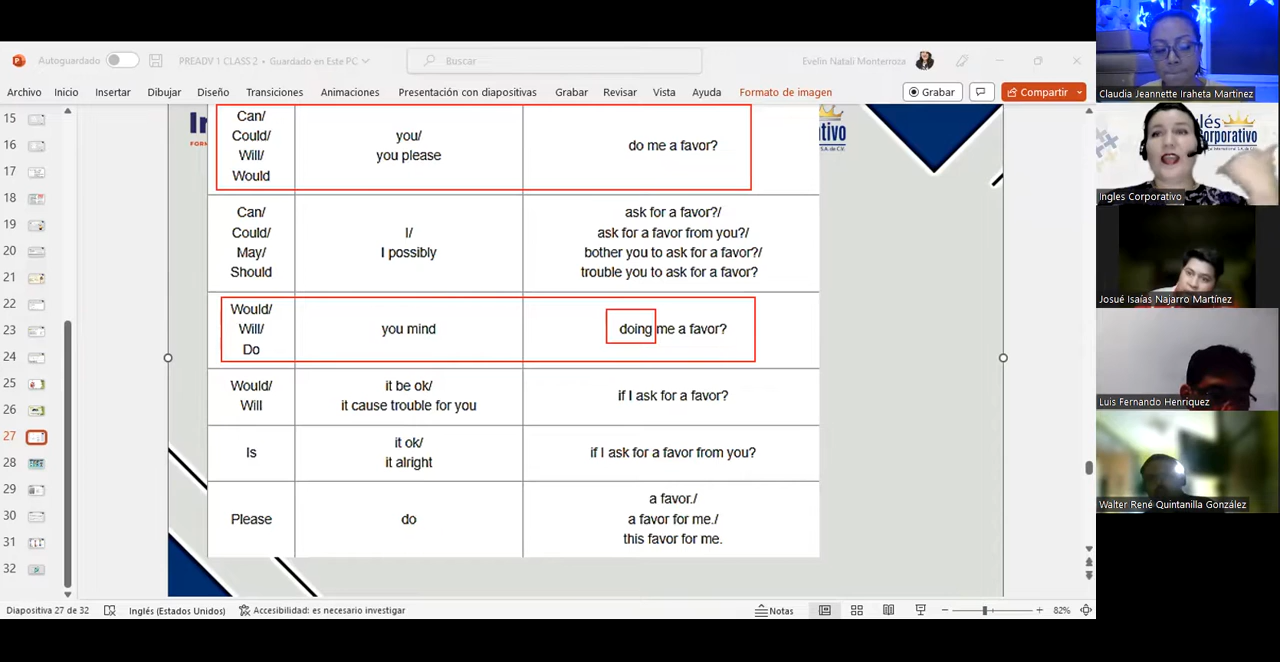 Autoguardado
PREADV 1 CLASS 2 • Guardado en Este PC
Buscar
Evelin Natali Monterroza
Archivo Inicio Insertar Dibujar Diseño Transiciones Animaciones Presentación con diapositivas Grabar Revisar Vista Ayuda Formato de imagen
Grabar
Compartir
15
16
17
18
19
20
21
22
23
24
25
26
27
28
29
30
31
32
Can/
Could/
Will/
Would
you/
you please
do me a favor?
Can/
Could/
May/
Should
I/
I possibly
ask for a favor?/
ask for a favor from you?/
bother you to ask for a favor?/
trouble you to ask for a favor?
Would/
Will/
Do
you mind
doing me a favor?
Would/
Will
it be ok/
it cause trouble for you
if I ask for a favor?
Is
it ok/
it alright
if I ask for a favor from you?
Please
do
a favor./
a favor for me./
this favor for me.
Diapositiva 27 de 32
Inglés (Estados Unidos)
Accesibilidad: es necesario investigar
Notas
82%
Claudia Jeannette Iraheta Martinez
Ingles Corporativo
Josué Isaías Najarro Martínez
Luis Fernando Henríquez
Walter René Quintanilla González